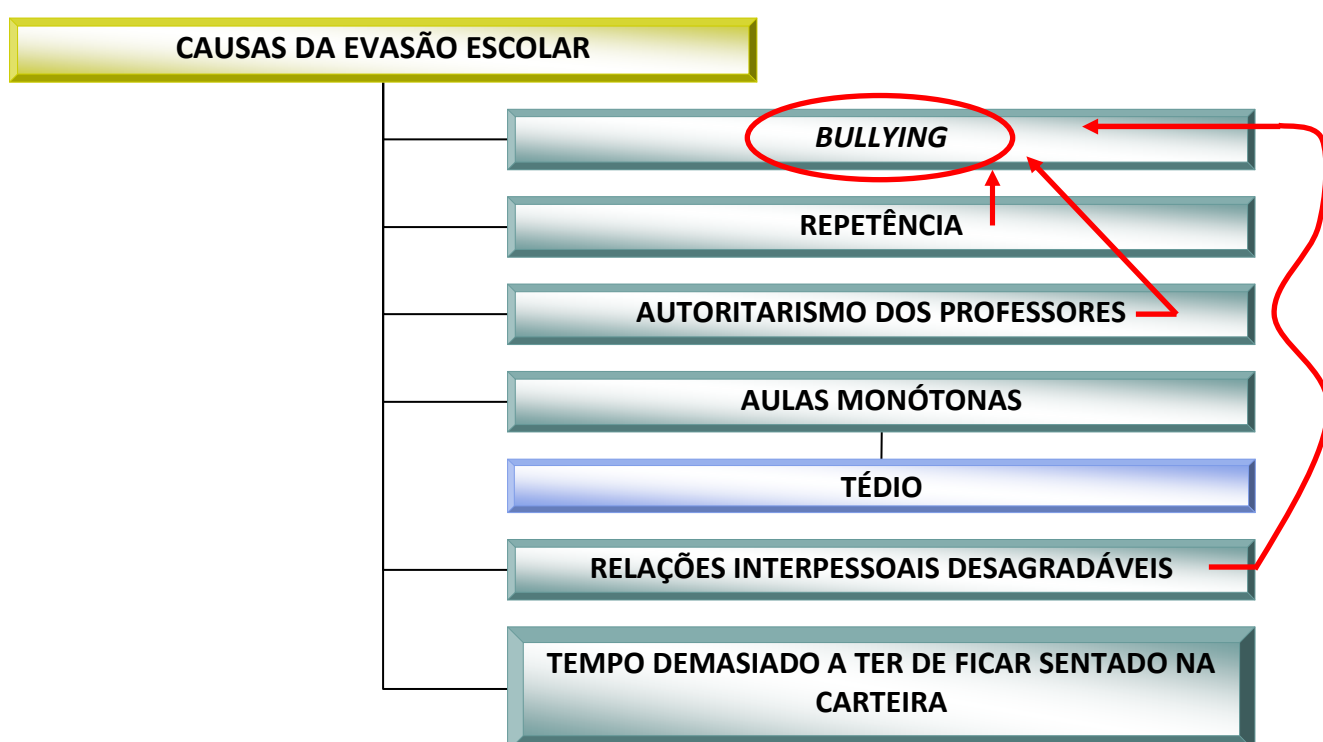 CAUSAS DA EVASÃO ESCOLAR
BULLYING
REPETÊNCIA
AUTORITARISMO DOS PROFESSORES
AULAS MONÓTONAS
TÉDIO
RELAÇÕES INTERPESSOAIS DESAGRADÁVEIS
TEMPO DEMASIADO A TER DE FICAR SENTADO NA
CARTEIRA